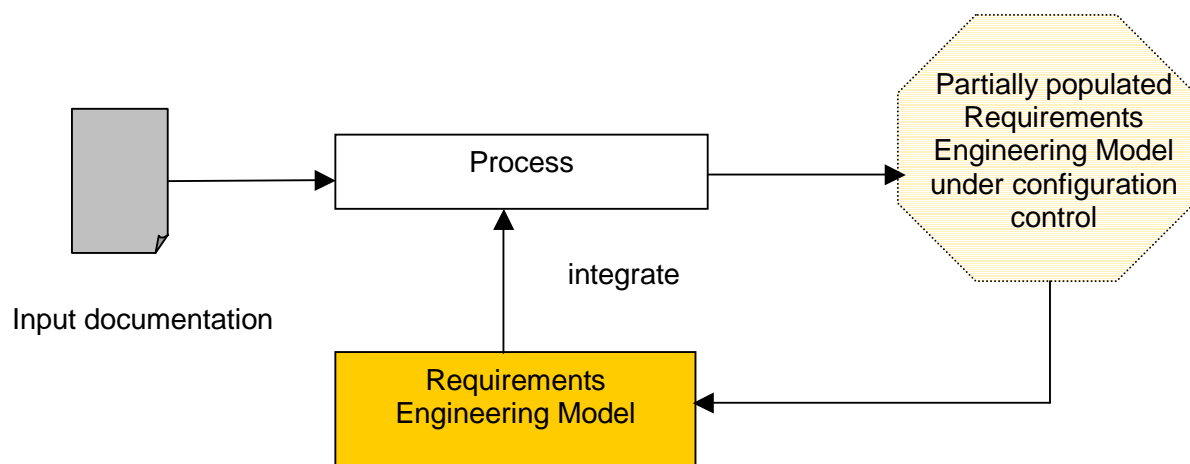 Process
Partially populated
Requirements
Engineering Model
under configuration
control
integrate
Input documentation
Requirements
Engineering Model